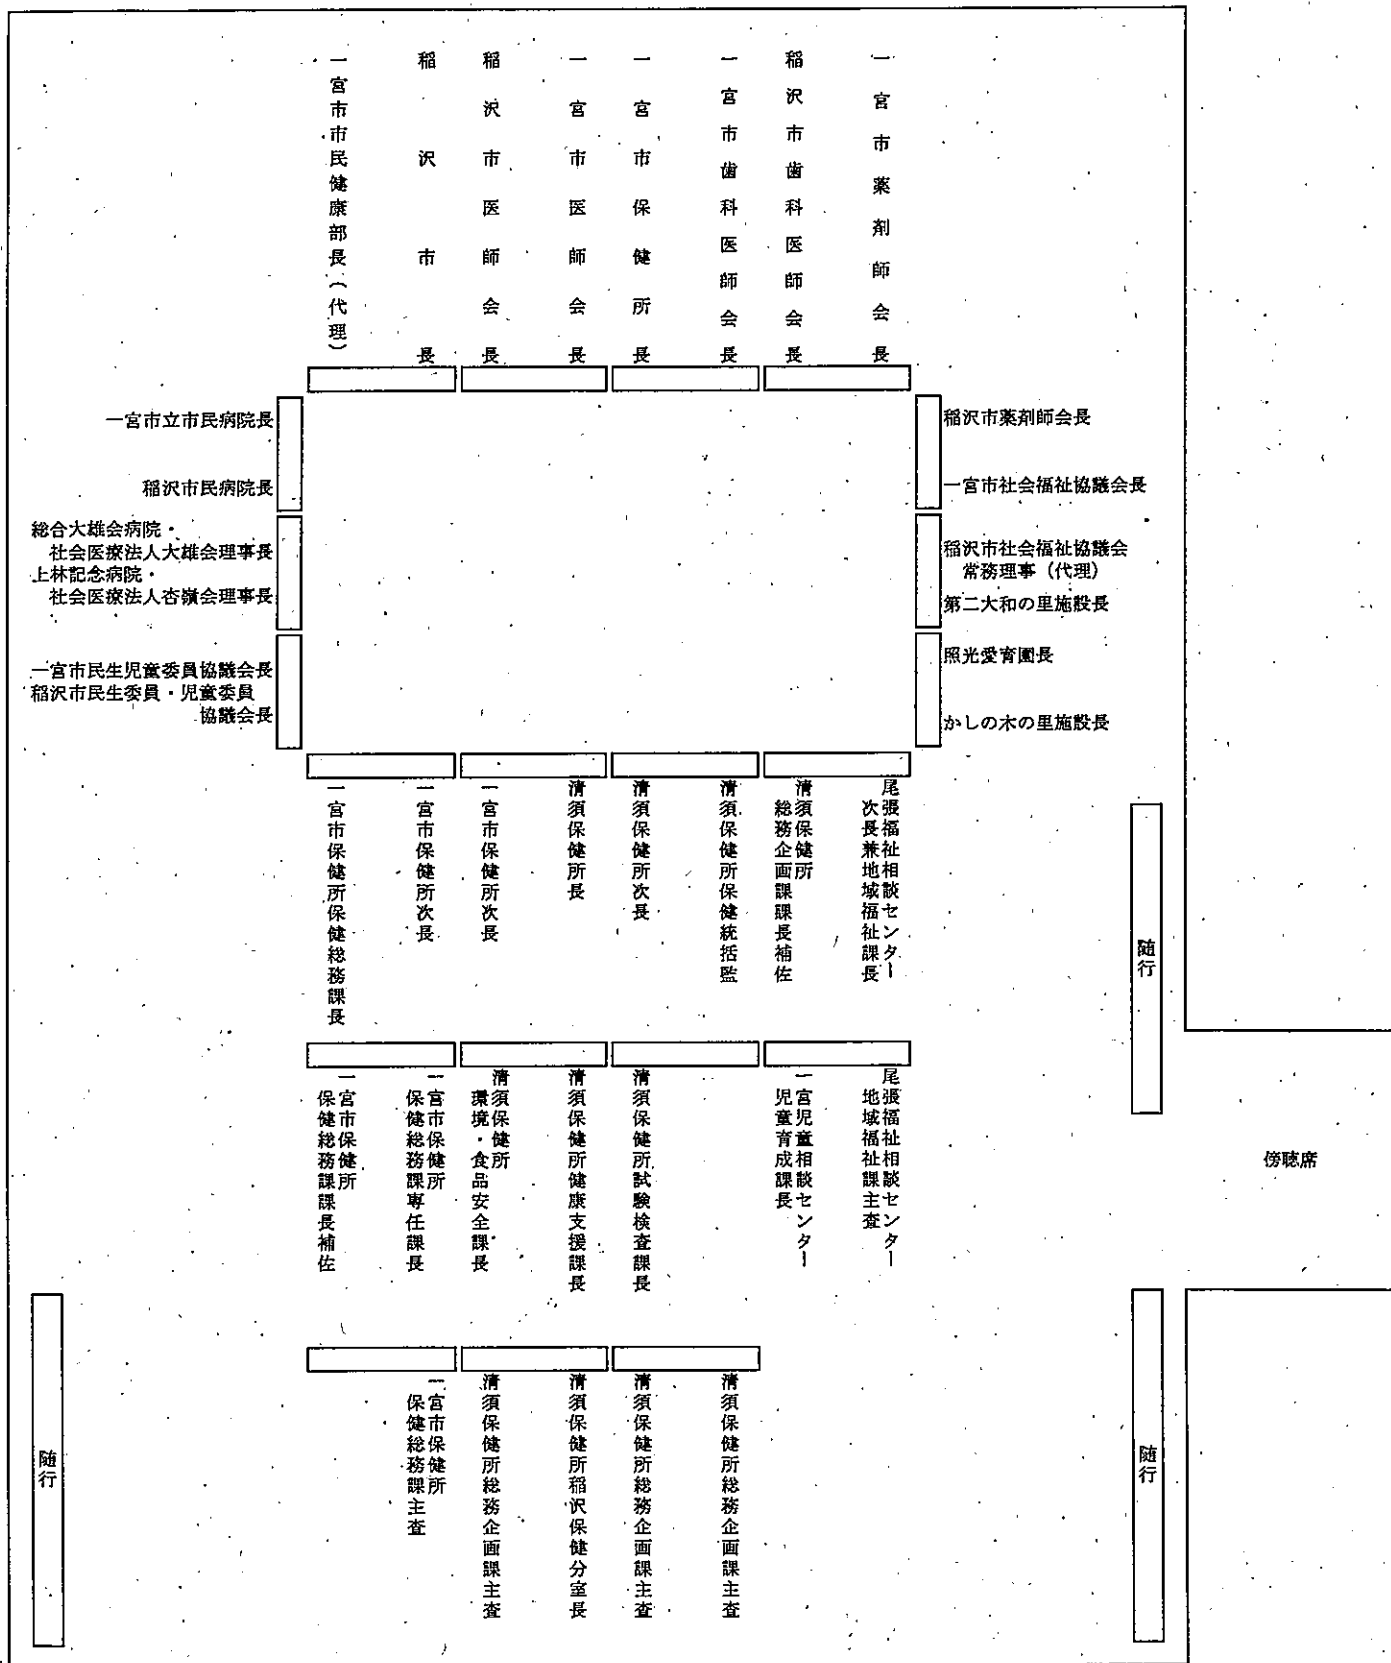 一宮市市民健康部長（代理）
稲沢市長
稲沢市医師会長
一宮市医師会長
一宮市保健所長
一宮市歯科医師会長
稲沢市歯科医師会長
一宮市薬剤師会長
一宮市立市民病院長
稲沢市民病院長
総合大雄会病院・
社会医療法人大雄会理事長
上林記念病院・
社会医療法人杏嶺会理事長
一宮市民生児童委員協議会長
稲沢市民生委員・児童委員
協議会長
稲沢市薬剤師会長
一宮市社会福祉協議会長
稲沢市社会福祉協議会
常務理事（代理）
第二大和の里施設長
照光愛育園長
かしの木の里施設長
一宮市保健所保健総務課長
一宮市保健所次長
一宮市保健所次長
清須保健所長
清須保健所次長
清須保健所保健統括監
清須保健所
総務企画課課長補佐
尾張福祉相談センター
次長兼地域福祉課長
随行
一宮市保健所
保健総務課課長補佐
一宮市保健所
保健総務課専任課長
清須保健所
環境・食品安全課長
清須保健所健康支援課長
清須保健所試験検査課長
一宮児童相談センター
児童育成課長
尾張福祉相談センター
地域福祉課主査
傍聴席
随行
一宮市保健所
保健総務課主査
清須保健所総務企画課主査
清須保健所稲沢保健分室長
清須保健所総務企画課主査
清須保健所総務企画課主査
随行